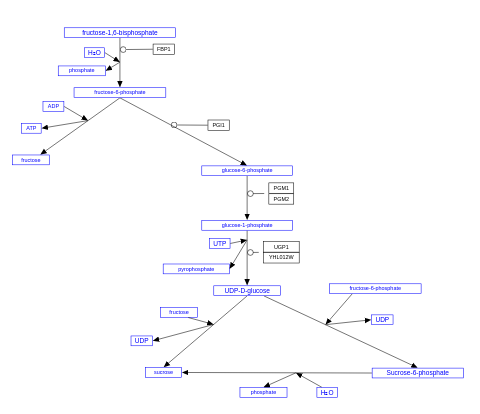 fructose-1,6-bisphosphate
FBP1
H₂O
phosphate
fructose-6-phosphate
ADP
ATP
PGI1
fructose
glucose-6-phosphate
PGM1
PGM2
glucose-1-phosphate
UTP
UGP1
YHL012W
pyrophosphate
UDP-D-glucose
fructose-6-phosphate
fructose
UDP
UDP
sucrose
Sucrose-6-phosphate
phosphate
H₂O